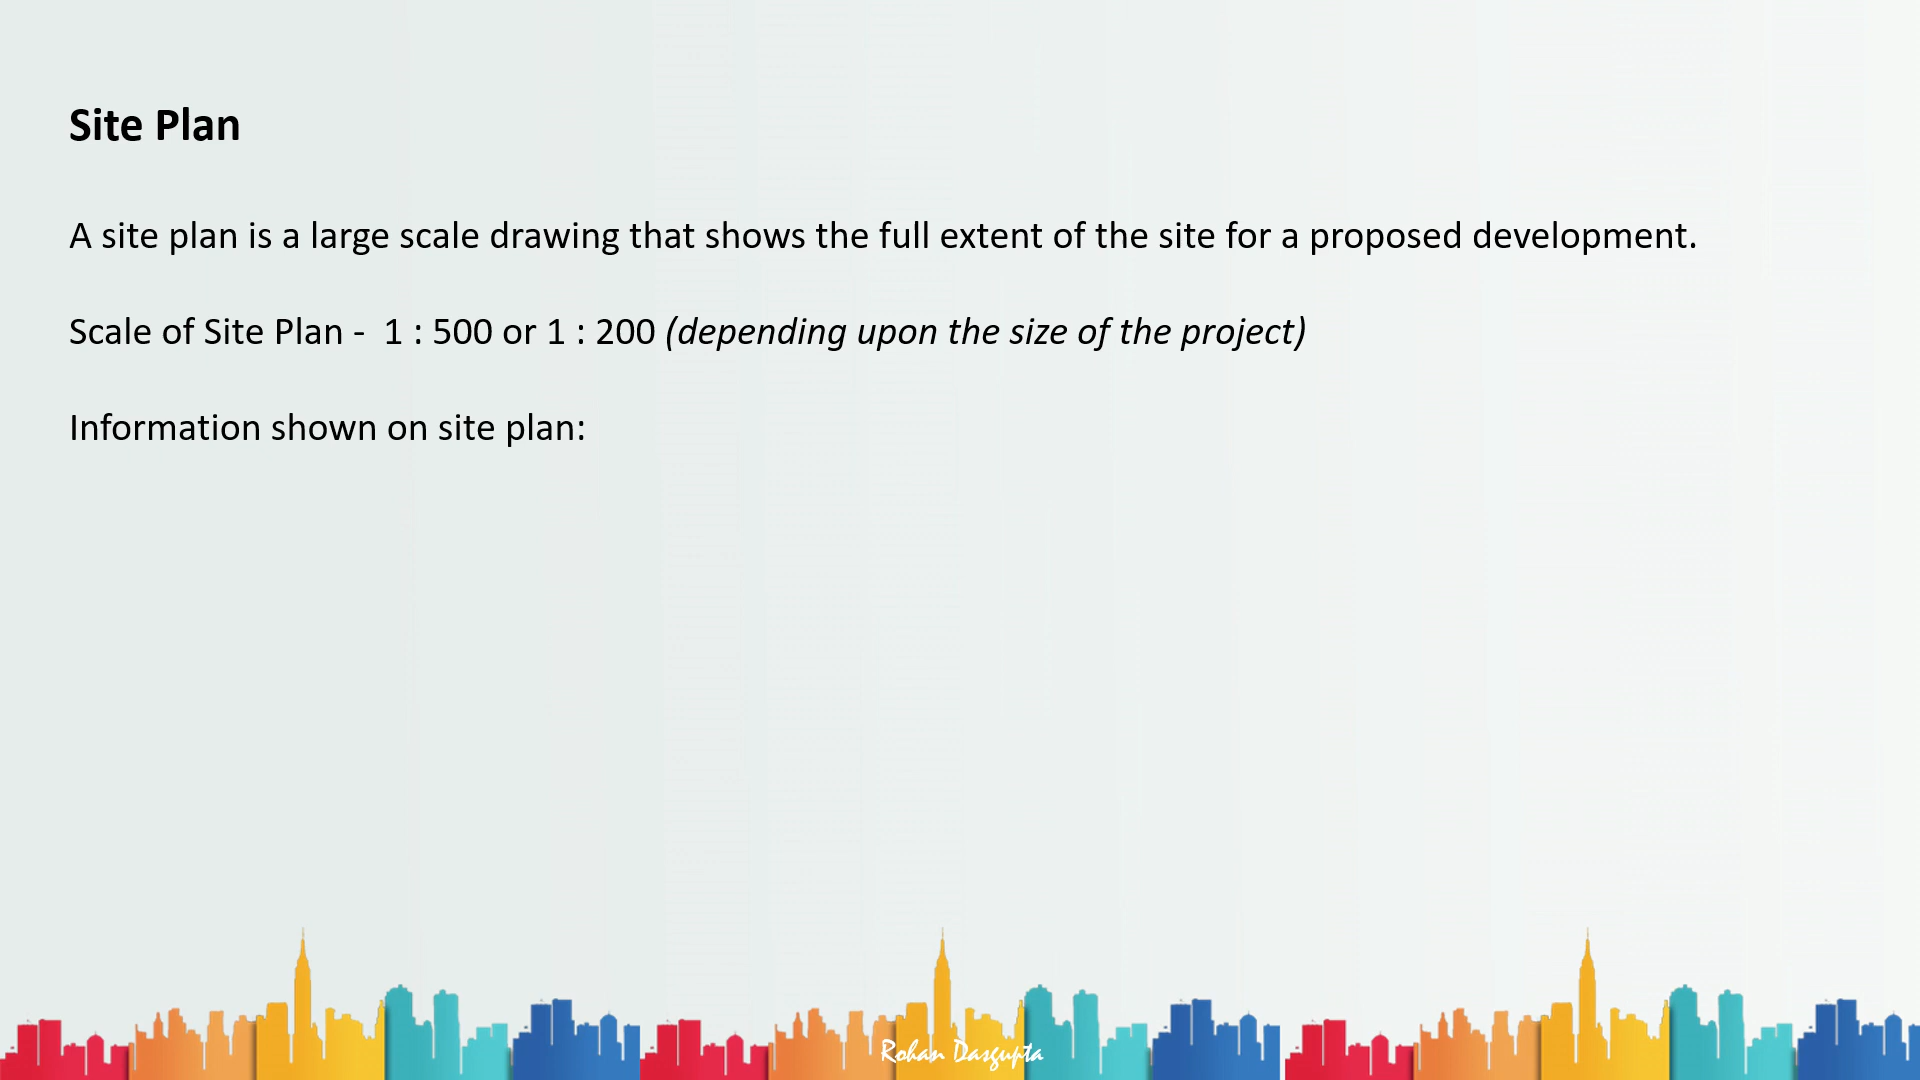 Site Plan
A site plan is a large scale drawing that shows the full extent of the site for a proposed development.
Scale of Site Plan -  1 : 500 or 1 : 200 (depending upon the size of the project)
Information shown on site plan:
Rohan Dasgupta